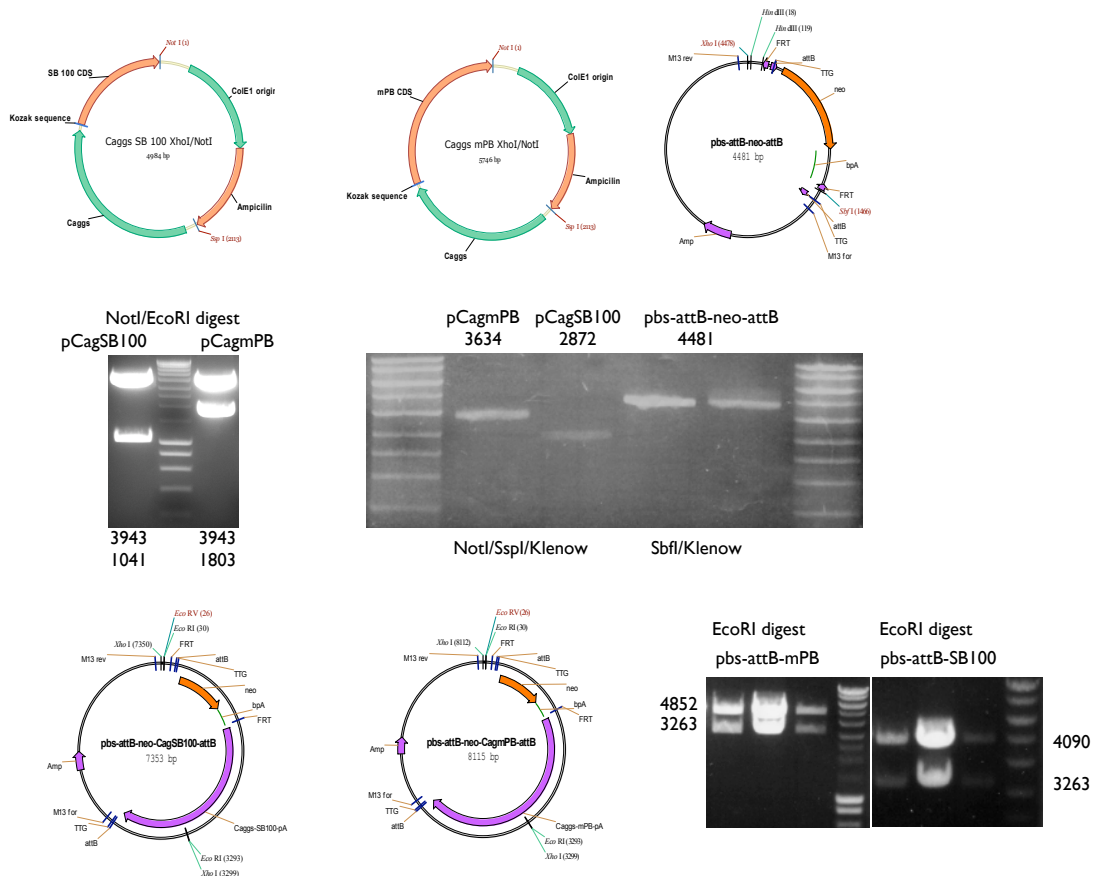 Not I (1)
SB 100 CDS
ColE1 origin
Kozak sequence
Caggs SB 100 XhoI/NotI
4984 bp
Ampicilin
Caggs
Ssp I (2113)
Not I (1)
ColE1 origin
mPB CDS
Caggs mPB XhoI/NotI
5746 bp
Ampicilin
Kozak sequence
Ssp I (2113)
Caggs
Hin dIII (18)
Hin dIII (119)
Xho I (4478)
FRT
M13 rev
attB
TTG
neo
pbs-attB-neo-attB
4481 bp
bpA
FRT
Sbf I (1466)
attB
Amp
TTG
M13 for
NotI/EcoRI digest
pCagSB100 pCagmPB
3943 3943
1041 1803
pCagmPB pCagSB100 pbs-attB-neo-attB
3634 2872 4481
NotI/SspI/Klenow SbfI/Klenow
Eco RV (26)
Eco RI (30)
Xho I (7350)
FRT
M13 rev
attB
TTG
neo
bpA
FRT
pbs-attB-neo-CagSB100-attB
7353 bp
Amp
M13 for
TTG
attB
Caggs-SB100-pA
Eco RI (3293)
Xho I (3299)
Eco RV (26)
Eco RI (30)
Xho I (8112)
FRT
M13 rev
attB
TTG
neo
bpA
FRT
pbs-attB-neo-CagmPB-attB
8115 bp
Amp
M13 for
TTG
attB
Caggs-mPB-pA
Eco RI (3293)
Xho I (3299)
EcoRI digest
pbs-attB-mPB
4852
3263
EcoRI digest
pbs-attB-SB100
4090
3263